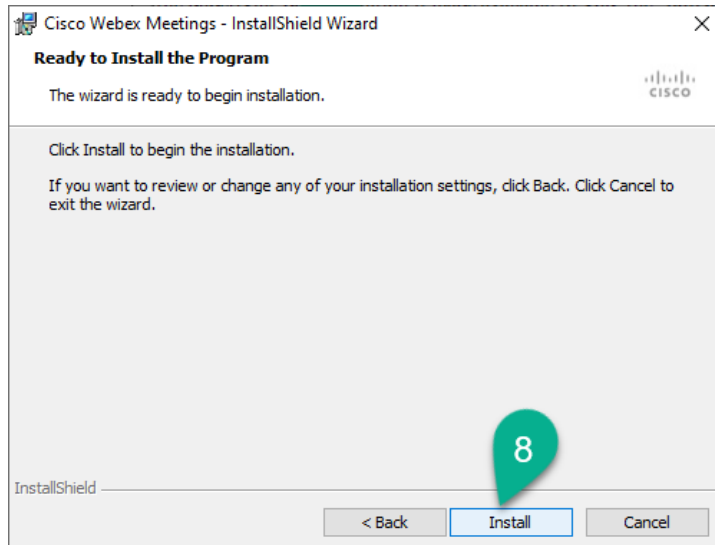 Cisco Webex Meetings - InstallShield Wizard
Ready to Install the Program
The wizard is ready to begin installation.
CISCO
Click Install to begin the installation.
If you want to review or change any of your installation settings, click Back. Click Cancel to
exit the wizard.
8
InstallShield
< Back Install Cancel